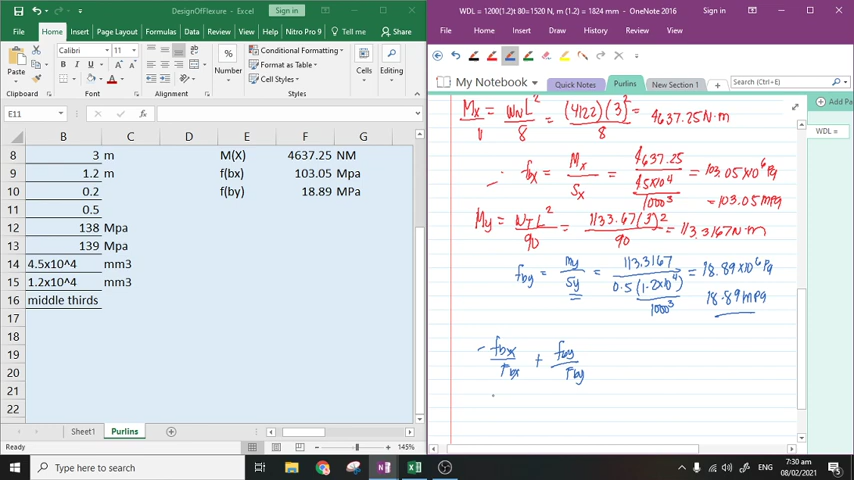 DesignOfFlexure - Excel
Sign in
File Home Insert Page Layout Formulas Data Review View Nitro Pro 9 Tell me Share
Paste
Calibri 11
Number
Conditional Formatting
Format as Table
Cell Styles
Cells
Editing
Clipboard
Font
Alignment
Styles
E11
B C D E F G
8 3 m M(X) 4637.25 NM
9 1.2 m f(bx) 103.05 Mpa
10 0.2 f(by) 18.89 MPa
11 0.5
12 138 Mpa
13 139 Mpa
14 4.5x10^4 mm3
15 1.2x10^4 mm3
16 middle thirds
17
18
19
20
21
22
Sheet1 Purlins
Ready 145%
WDL = 1200(1.2)t 80=1520 N, m (1.2) = 1824 mm - OneNote 2016
Sign in
File Home Insert Draw History Review View
My Notebook Quick Notes Purlins New Section 1 + Search (Ctrl+E)
Add Pa
WDL =
Mx = WN L² / 8 = (4122)(3)² / 8 = 4637.25 N·m
fbx = Mx / Sx = 4637.25 / 45x10⁴ / 1000³ = 103.05x10⁶ Pa
= 103.05 MPa
My = WT L² / 90 = 1133.67(3)² / 90 = 113.3167 N·m
fby = My / Sy = 113.3167 / 0.5(1.2x10⁴) / 1000³ = 18.89x10⁶ Pa
18.89 MPa
- fbx / Fbx + fby / Fby
Type here to search
ENG
7:30 am
08/02/2021